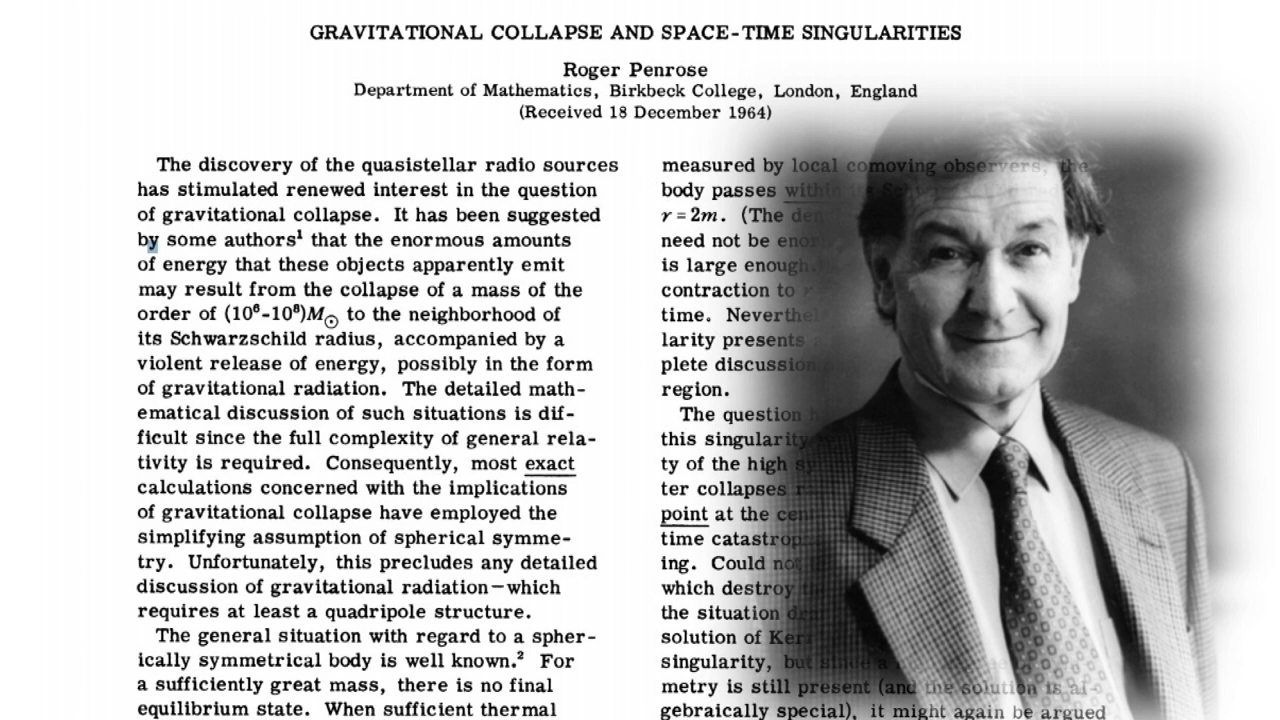 GRAVITATIONAL COLLAPSE AND SPACE-TIME SINGULARITIES
Roger Penrose
Department of Mathematics, Birkbeck College, London, England
(Received 18 December 1964)
The discovery of the quasistellar radio sources
has stimulated renewed interest in the question
of gravitational collapse. It has been suggested
by some authors¹ that the enormous amounts
of energy that these objects apparently emit
may result from the collapse of a mass of the
order of (10⁶-10⁸)M⊙ to the neighborhood of
its Schwarzschild radius, accompanied by a
violent release of energy, possibly in the form
of gravitational radiation. The detailed math-
ematical discussion of such situations is dif-
ficult since the full complexity of general rela-
tivity is required. Consequently, most exact
calculations concerned with the implications
of gravitational collapse have employed the
simplifying assumption of spherical symme-
try. Unfortunately, this precludes any detailed
discussion of gravitational radiation—which
requires at least a quadripole structure.
The general situation with regard to a spher-
ically symmetrical body is well known.² For
a sufficiently great mass, there is no final
equilibrium state. When sufficient thermal
measured by local comoving observers, the
body passes within its
r = 2m. (The
need not be
is large enough
contraction to
time.
larity presents
plete discussion
region.
The question
this singularity
ty of the high
ter collapses
point at the
time
ing. Could
which destroy
the situation
solution of
singularity, but since a
metry is still present (and the solution is al-
gebraically special), it might again be argued